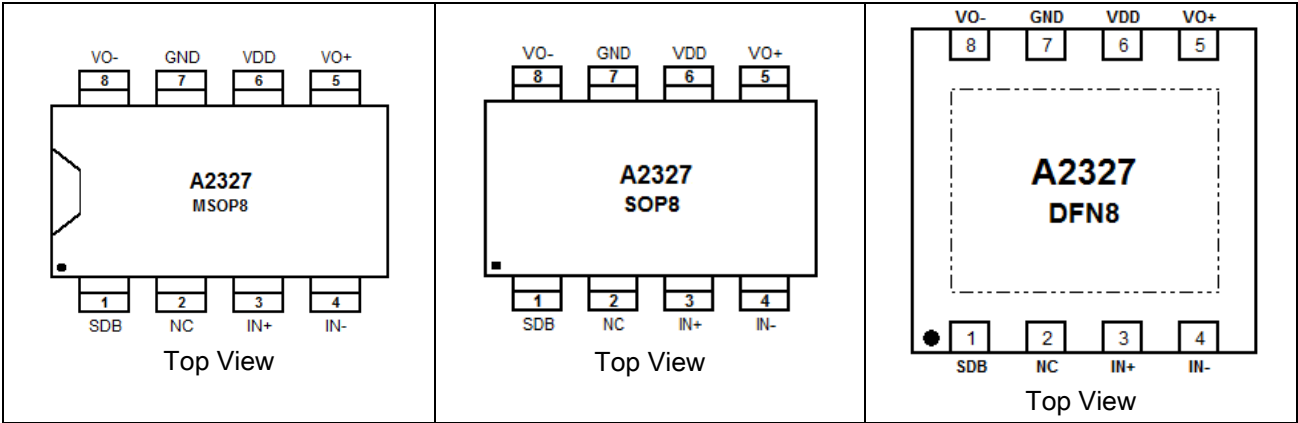 VO- GND VDD VO+
8 7 6 5
A2327
MSOP8
1 2 3 4
SDB NC IN+ IN-
Top View
VO- GND VDD VO+
8 7 6 5
A2327
SOP8
1 2 3 4
SDB NC IN+ IN-
Top View
VO- GND VDD VO+
8 7 6 5
A2327
DFN8
1 2 3 4
SDB NC IN+ IN-
Top View